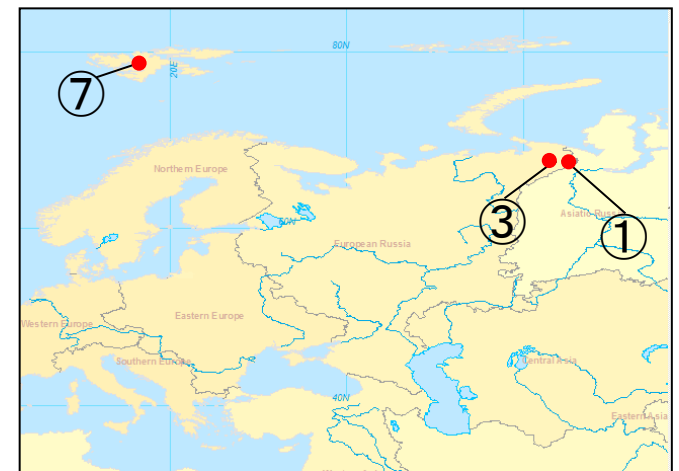 80N
20E
⑦
Northern Europe
③
Asiatic Russia
①
60N
European Russia
Eastern Europe
Western Europe
Southern Europe
Central Asia
40N
Eastern Asia